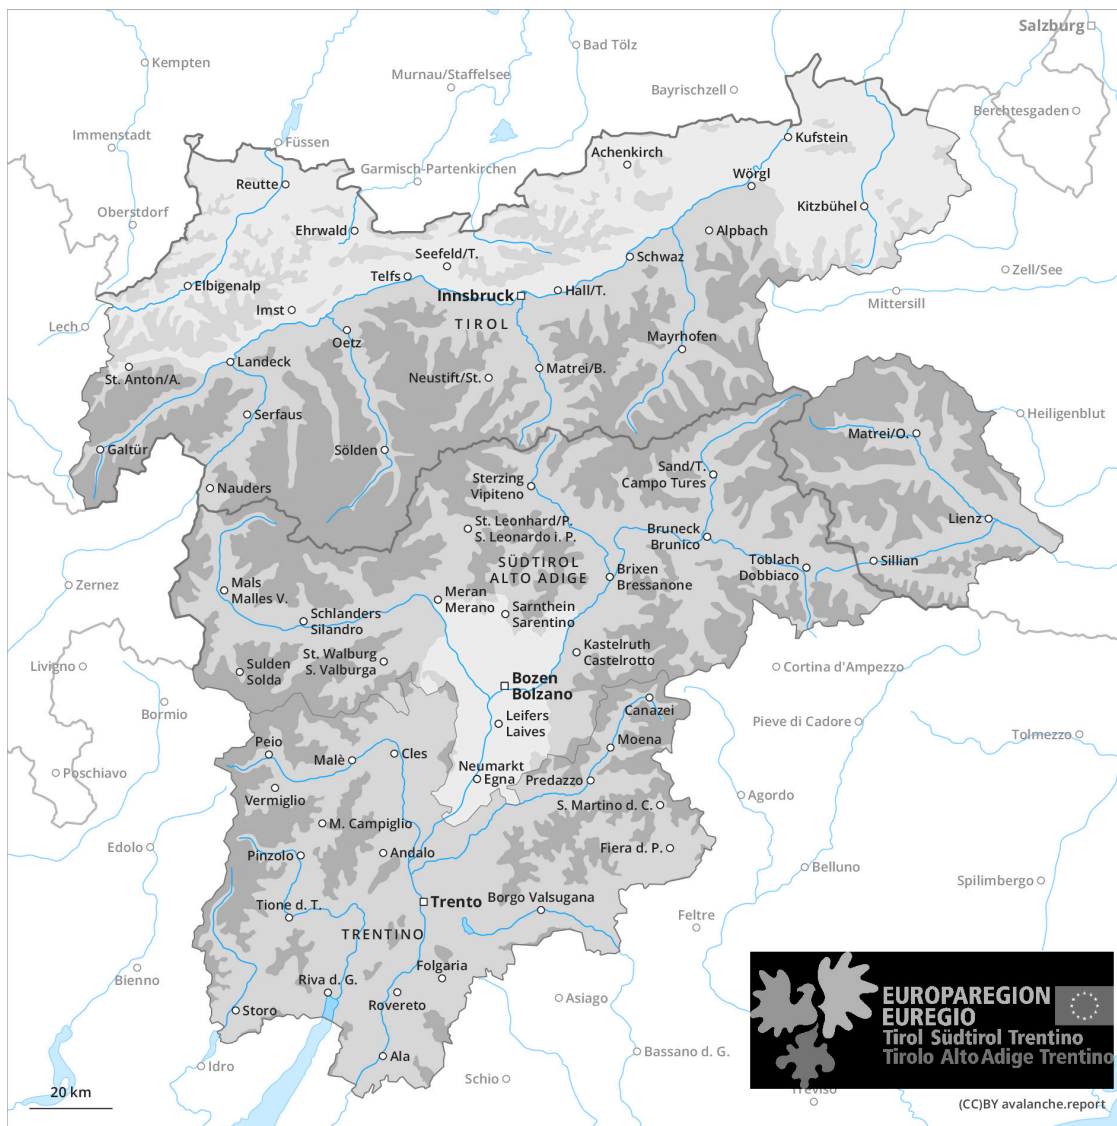 Salzburg
Bad Tölz
Kempten
Murnau/Staffelsee
Bayrischzell
Berchtesgaden
Immenstadt
Füssen
Kufstein
Achenkirch
Garmisch-Partenkirchen
Wörgl
Reutte
Kitzbühel
Oberstdorf
Ehrwald
Alpbach
Seefeld/T.
Schwaz
Zell/See
Telfs
Elbigenalp
Hall/T.
Innsbruck
Mittersill
Imst
Lech
TIROL
Oetz
Mayrhofen
Landeck
Matrei/B.
St. Anton/A.
Neustift/St.
Serfaus
Heiligenblut
Matrei/O.
Galtür
Sölden
Sand/T.
Campo Tures
Sterzing
Vipiteno
Nauders
Lienz
St. Leonhard/P.
S. Leonardo i. P.
Bruneck
Brunico
SÜDTIROL
ALTO ADIGE
Toblach
Dobbiaco
Sillian
Brixen
Bressanone
Zernez
Mals
Malles V.
Meran
Merano
Sarnthein
Sarentino
Schlanders
Silandro
Kastelruth
Castelrotto
St. Walburg
S. Valburga
Livigno
Sulden
Solda
Cortina d'Ampezzo
Bozen
Bolzano
Bormio
Canazei
Leifers
Laives
Pieve di Cadore
Tolmezzo
Peio
Moena
Cles
Malè
Neumarkt
Egna
Poschiavo
Predazzo
Vermiglio
Agordo
S. Martino d. C.
M. Campiglio
Edolo
Andalo
Fiera d. P.
Pinzolo
Belluno
Spilimbergo
Borgo Valsugana
Trento
Tione d. T.
Feltre
TRENTINO
Folgaria
Bienno
Riva d. G.
Rovereto
Asiago
Storo
EUROPAREGION
EUREGIO
Tirol Südtirol Trentino
Tirolo Alto Adige Trentino
Ala
Bassano d. G.
Idro
Schio
Treviso
20 km
(CC)BY avalanche.report